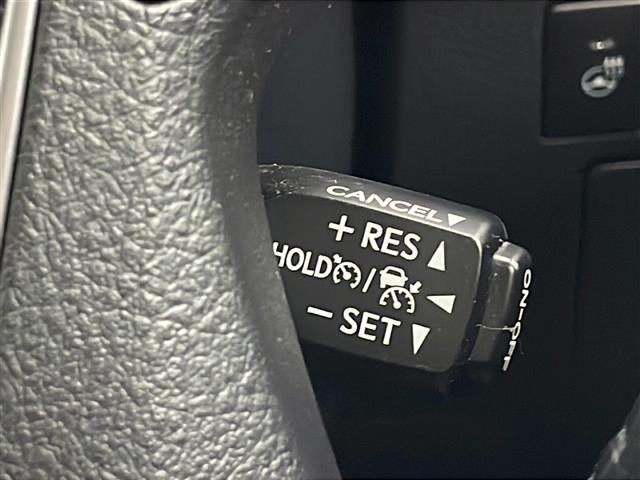 CANCEL▼
+RES▲
HOLD / ◀
−SET▼
ON-OFF